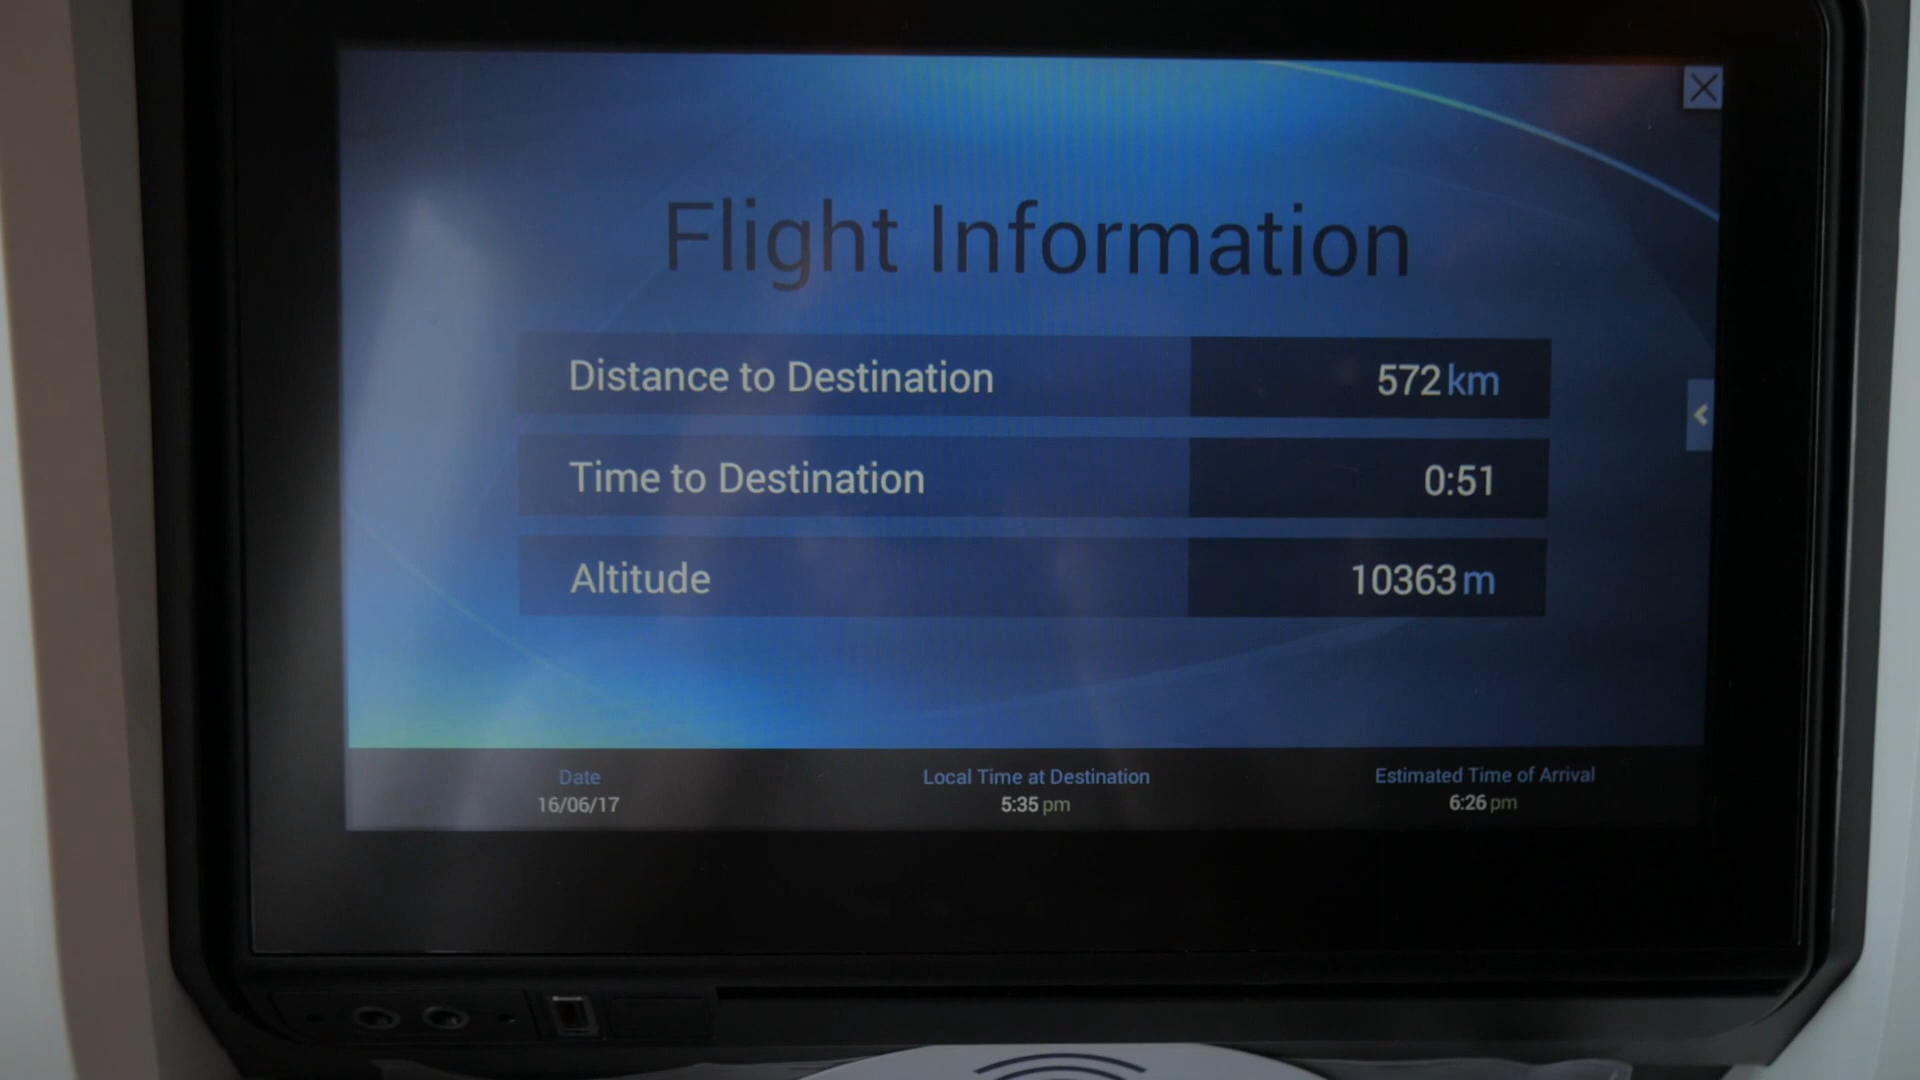 Flight Information
Distance to Destination 572 km
Time to Destination 0:51
Altitude 10363 m
Date Local Time at Destination Estimated Time of Arrival
16/06/17 5:35 pm 6:26 pm